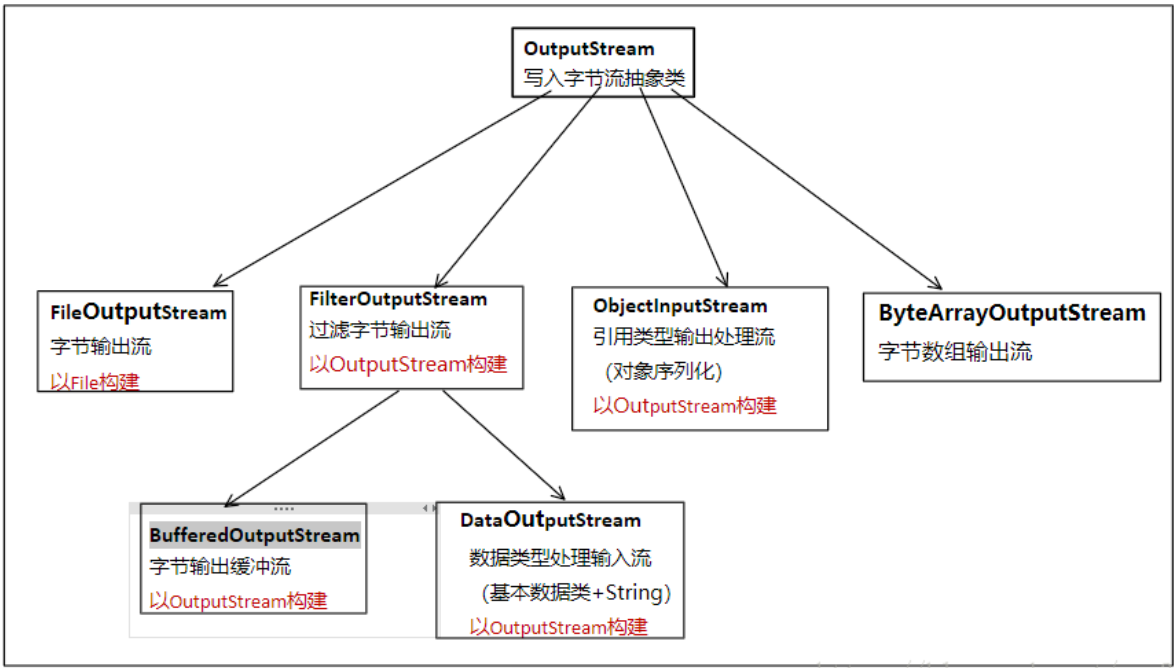 OutputStream
写入字节流抽象类
FileOutputStream
字节输出流
以File构建
FilterOutputStream
过滤字节输出流
以OutputStream构建
ObjectInputStream
引用类型输出处理流
（对象序列化）
以OutputStream构建
ByteArrayOutputStream
字节数组输出流
BufferedOutputStream
字节输出缓冲流
以OutputStream构建
DataOutputStream
数据类型处理输入流
（基本数据类+String）
以OutputStream构建